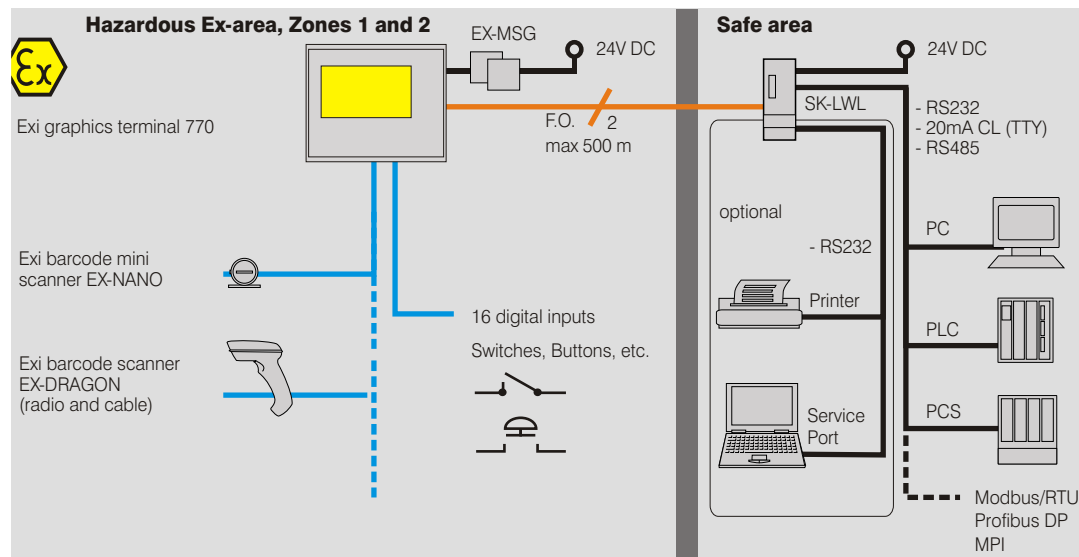 Hazardous Ex-area, Zones 1 and 2
Ex
Exi graphics terminal 770
EX-MSG
24V DC
F.O.
2
max 500 m
Exi barcode mini
scanner EX-NANO
Exi barcode scanner
EX-DRAGON
(radio and cable)
16 digital inputs
Switches, Buttons, etc.
Safe area
24V DC
SK-LWL
- RS232
- 20mA CL (TTY)
- RS485
optional
- RS232
Printer
Service
Port
PC
PLC
PCS
Modbus/RTU
Profibus DP
MPI